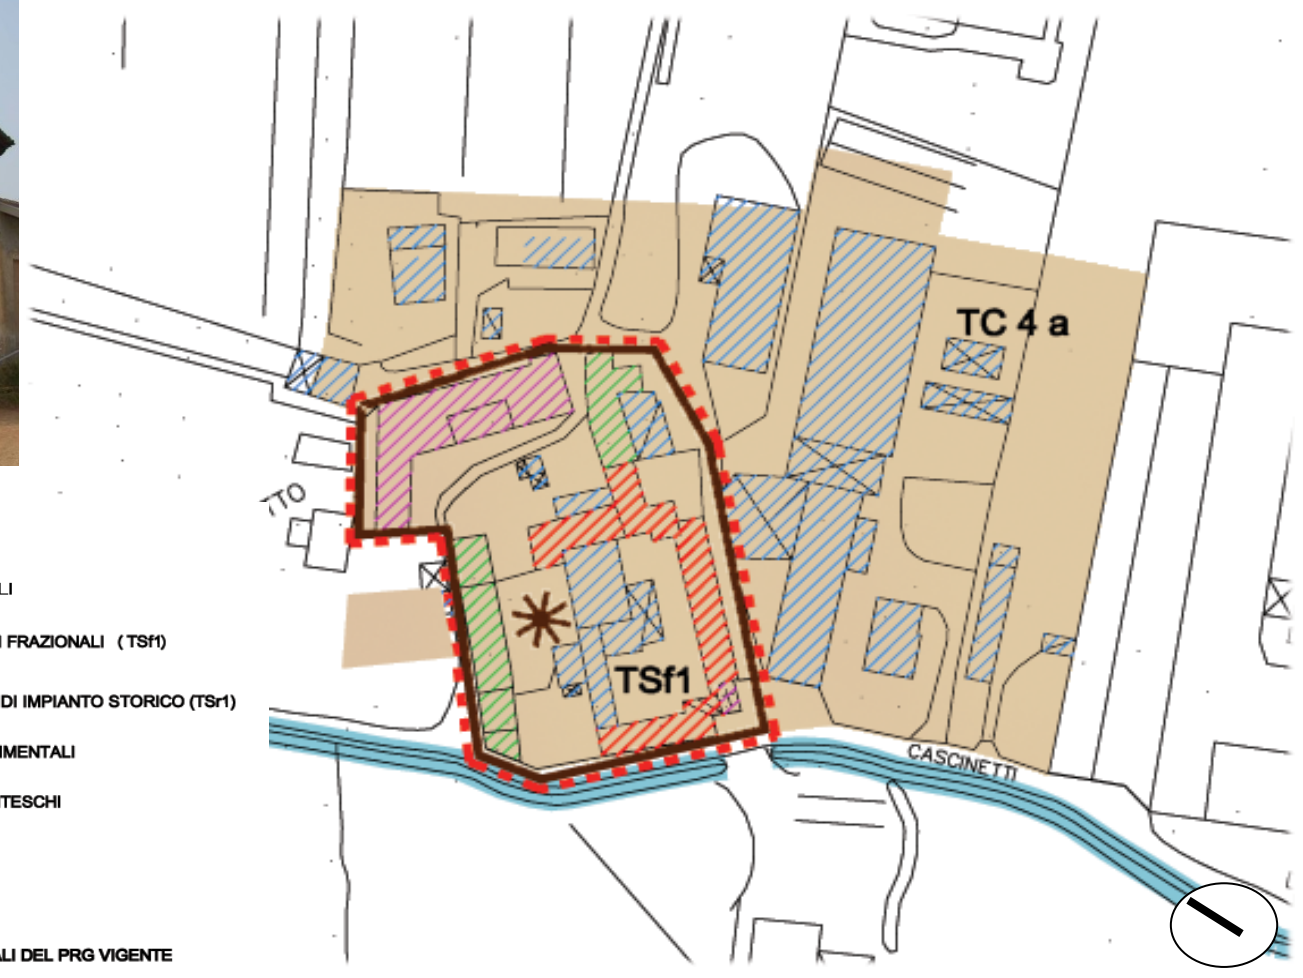 TC 4 a
TTO
LI
I FRAZIONALI ( TSf1)
TSf1
DI IMPIANTO STORICO (TSr1)
IMENTALI
CASCINETTI
TESCHI
LI DEL PRG VIGENTE